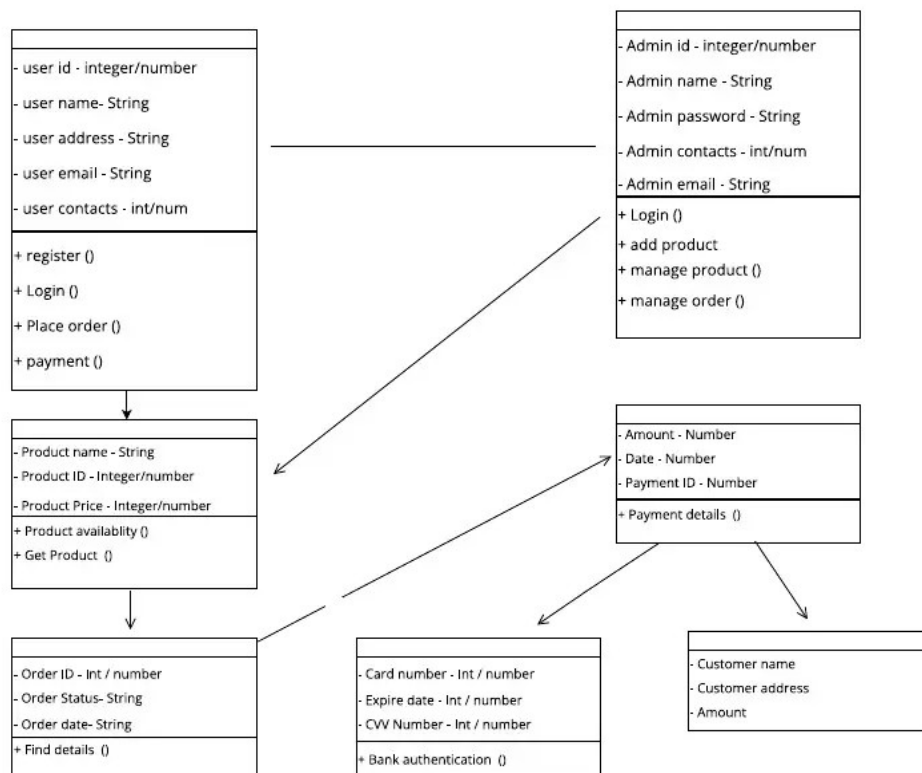 - user id - integer/number
- user name- String
- user address - String
- user email - String
- user contacts - int/num
+ register ()
+ Login ()
+ Place order ()
+ payment ()
- Admin id - integer/number
- Admin name - String
- Admin password - String
- Admin contacts - int/num
- Admin email - String
+ Login ()
+ add product
+ manage product ()
+ manage order ()
- Product name - String
- Product ID - Integer/number
- Product Price - Integer/number
+ Product availablity ()
+ Get Product ()
- Amount - Number
- Date - Number
- Payment ID - Number
+ Payment details ()
- Order ID - Int / number
- Order Status- String
- Order date- String
+ Find details ()
- Card number - Int / number
- Expire date - Int / number
- CVV Number - Int / number
+ Bank authentication ()
- Customer name
- Customer address
- Amount